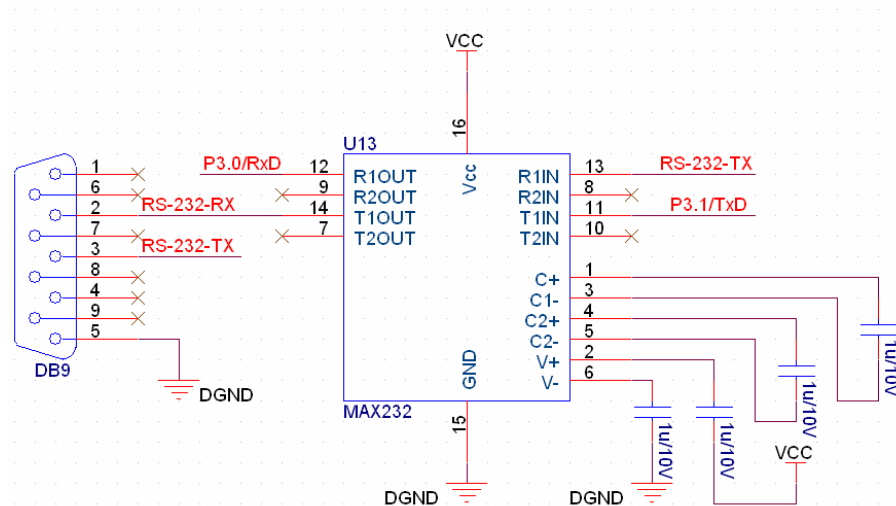 VCC
16
U13
1 P3.0/RxD 12 R1OUT Vcc R1IN 13 RS-232-TX
6 9 R2OUT R2IN 8
2 RS-232-RX 14 T1OUT T1IN 11 P3.1/TxD
7 7 T2OUT T2IN 10
3 RS-232-TX
8 C+ 1
4 C1- 3
9 C2+ 4
5 C2- 5
V+ 2
V- 6
DB9
DGND
GND
MAX232
15
1u/10V
1u/10V
1u/10V
1u/10V
VCC
DGND
DGND